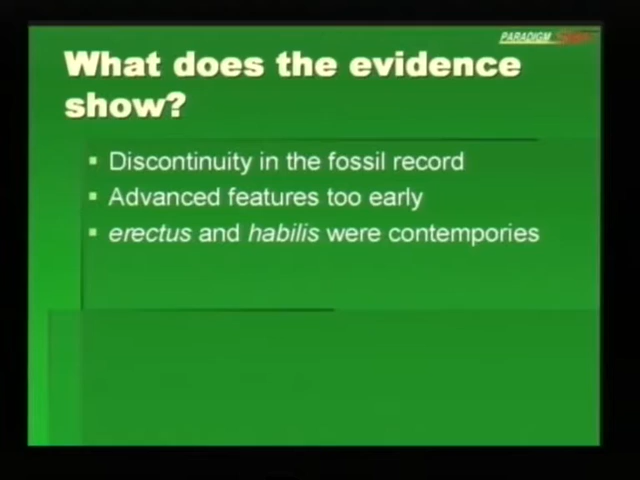 PARADIGM
What does the evidence
show?
Discontinuity in the fossil record
Advanced features too early
erectus and habilis were contempories